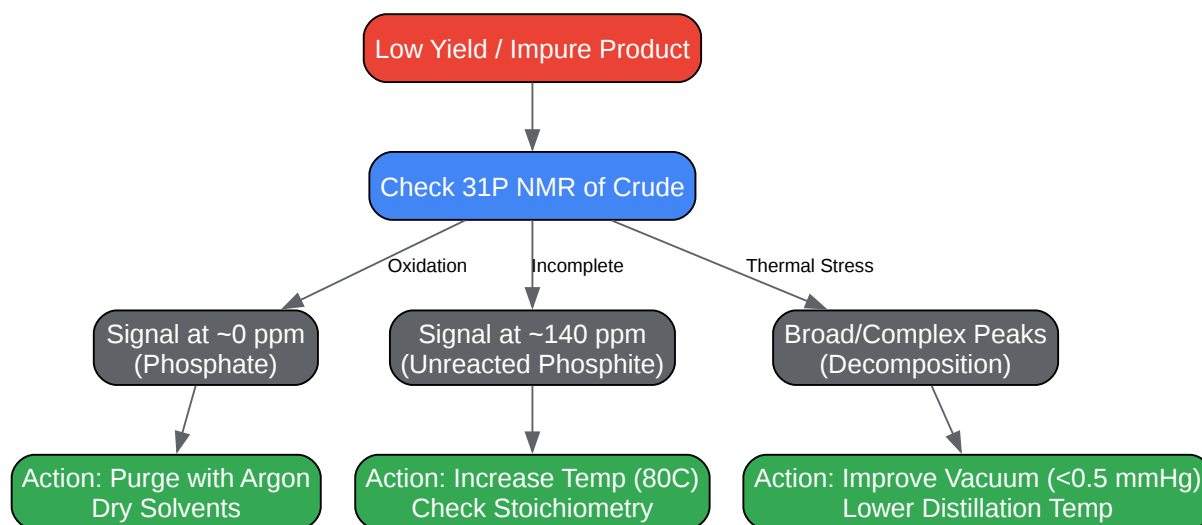 Low Yield / Impure Product
Check 31P NMR of Crude
Oxidation
Incomplete
Thermal Stress
Signal at ~0 ppm
(Phosphate)
Signal at ~140 ppm
(Unreacted Phosphite)
Broad/Complex Peaks
(Decomposition)
Action: Purge with Argon
Dry Solvents
Action: Increase Temp (80C)
Check Stoichiometry
Action: Improve Vacuum (<0.5 mmHg)
Lower Distillation Temp